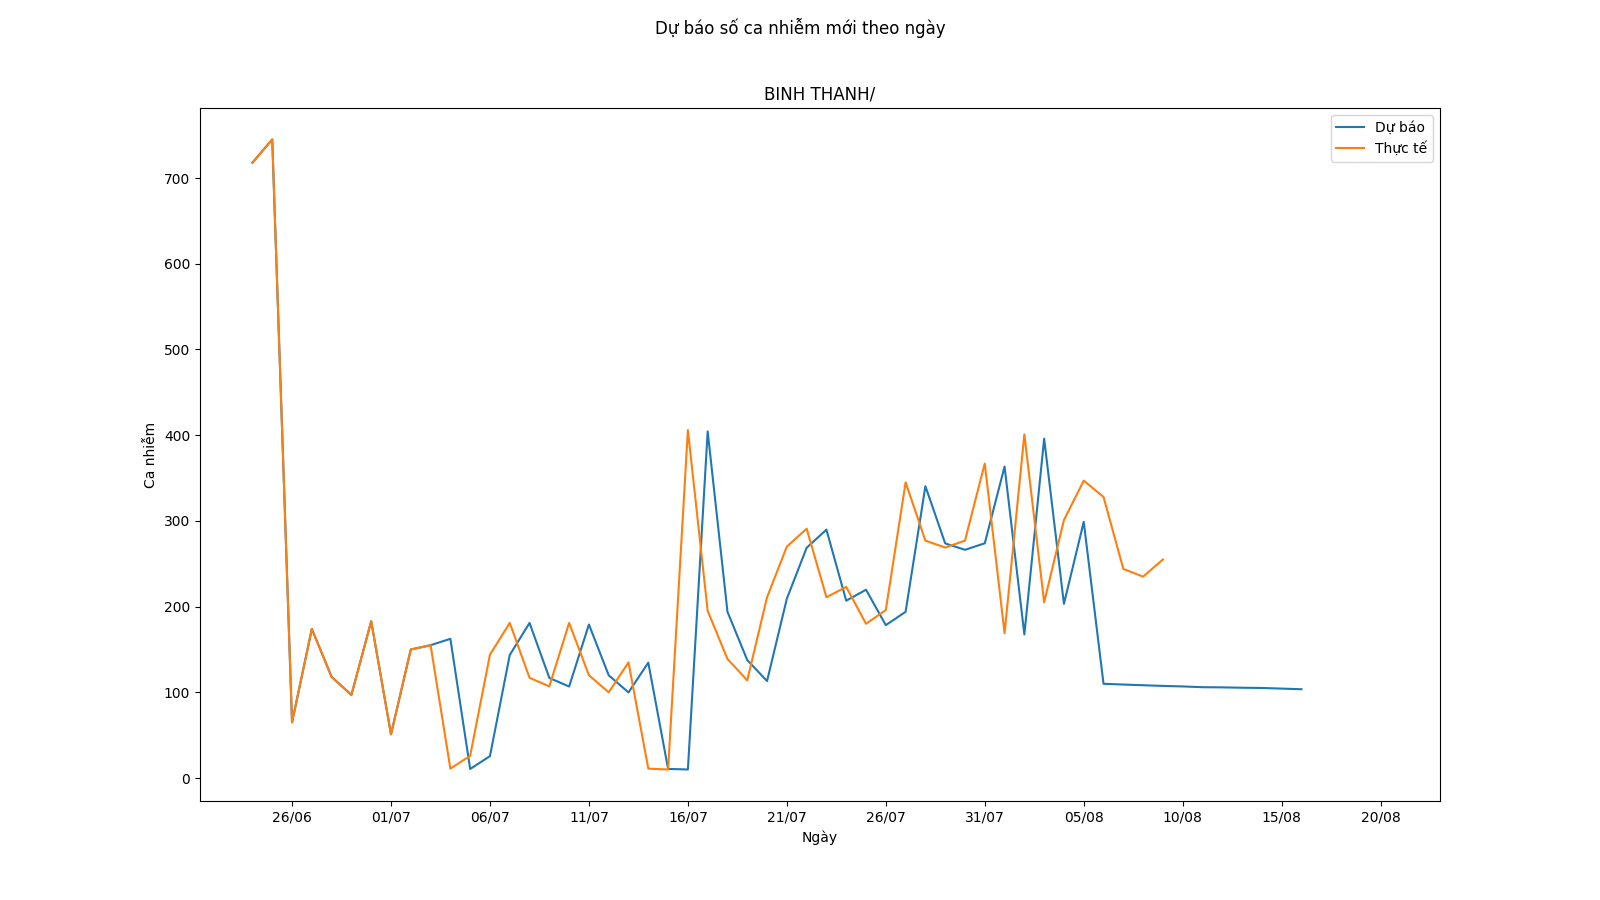 Dự báo số ca nhiễm mới theo ngày
BINH THANH/
Dự báo
Thực tế
700
600
500
400
300
200
100
0
Ca nhiễm
26/06 01/07 06/07 11/07 16/07 21/07 26/07 31/07 05/08 10/08 15/08 20/08
Ngày